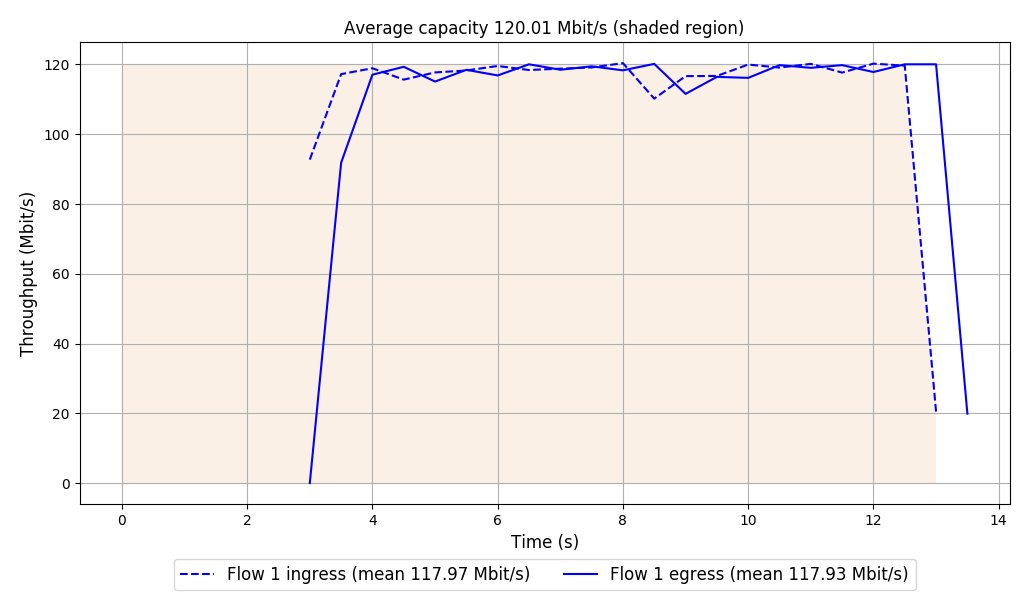 Average capacity 120.01 Mbit/s (shaded region)
Throughput (Mbit/s)
120
100
80
60
40
20
0
0 2 4 6 8 10 12 14
Time (s)
Flow 1 ingress (mean 117.97 Mbit/s) Flow 1 egress (mean 117.93 Mbit/s)